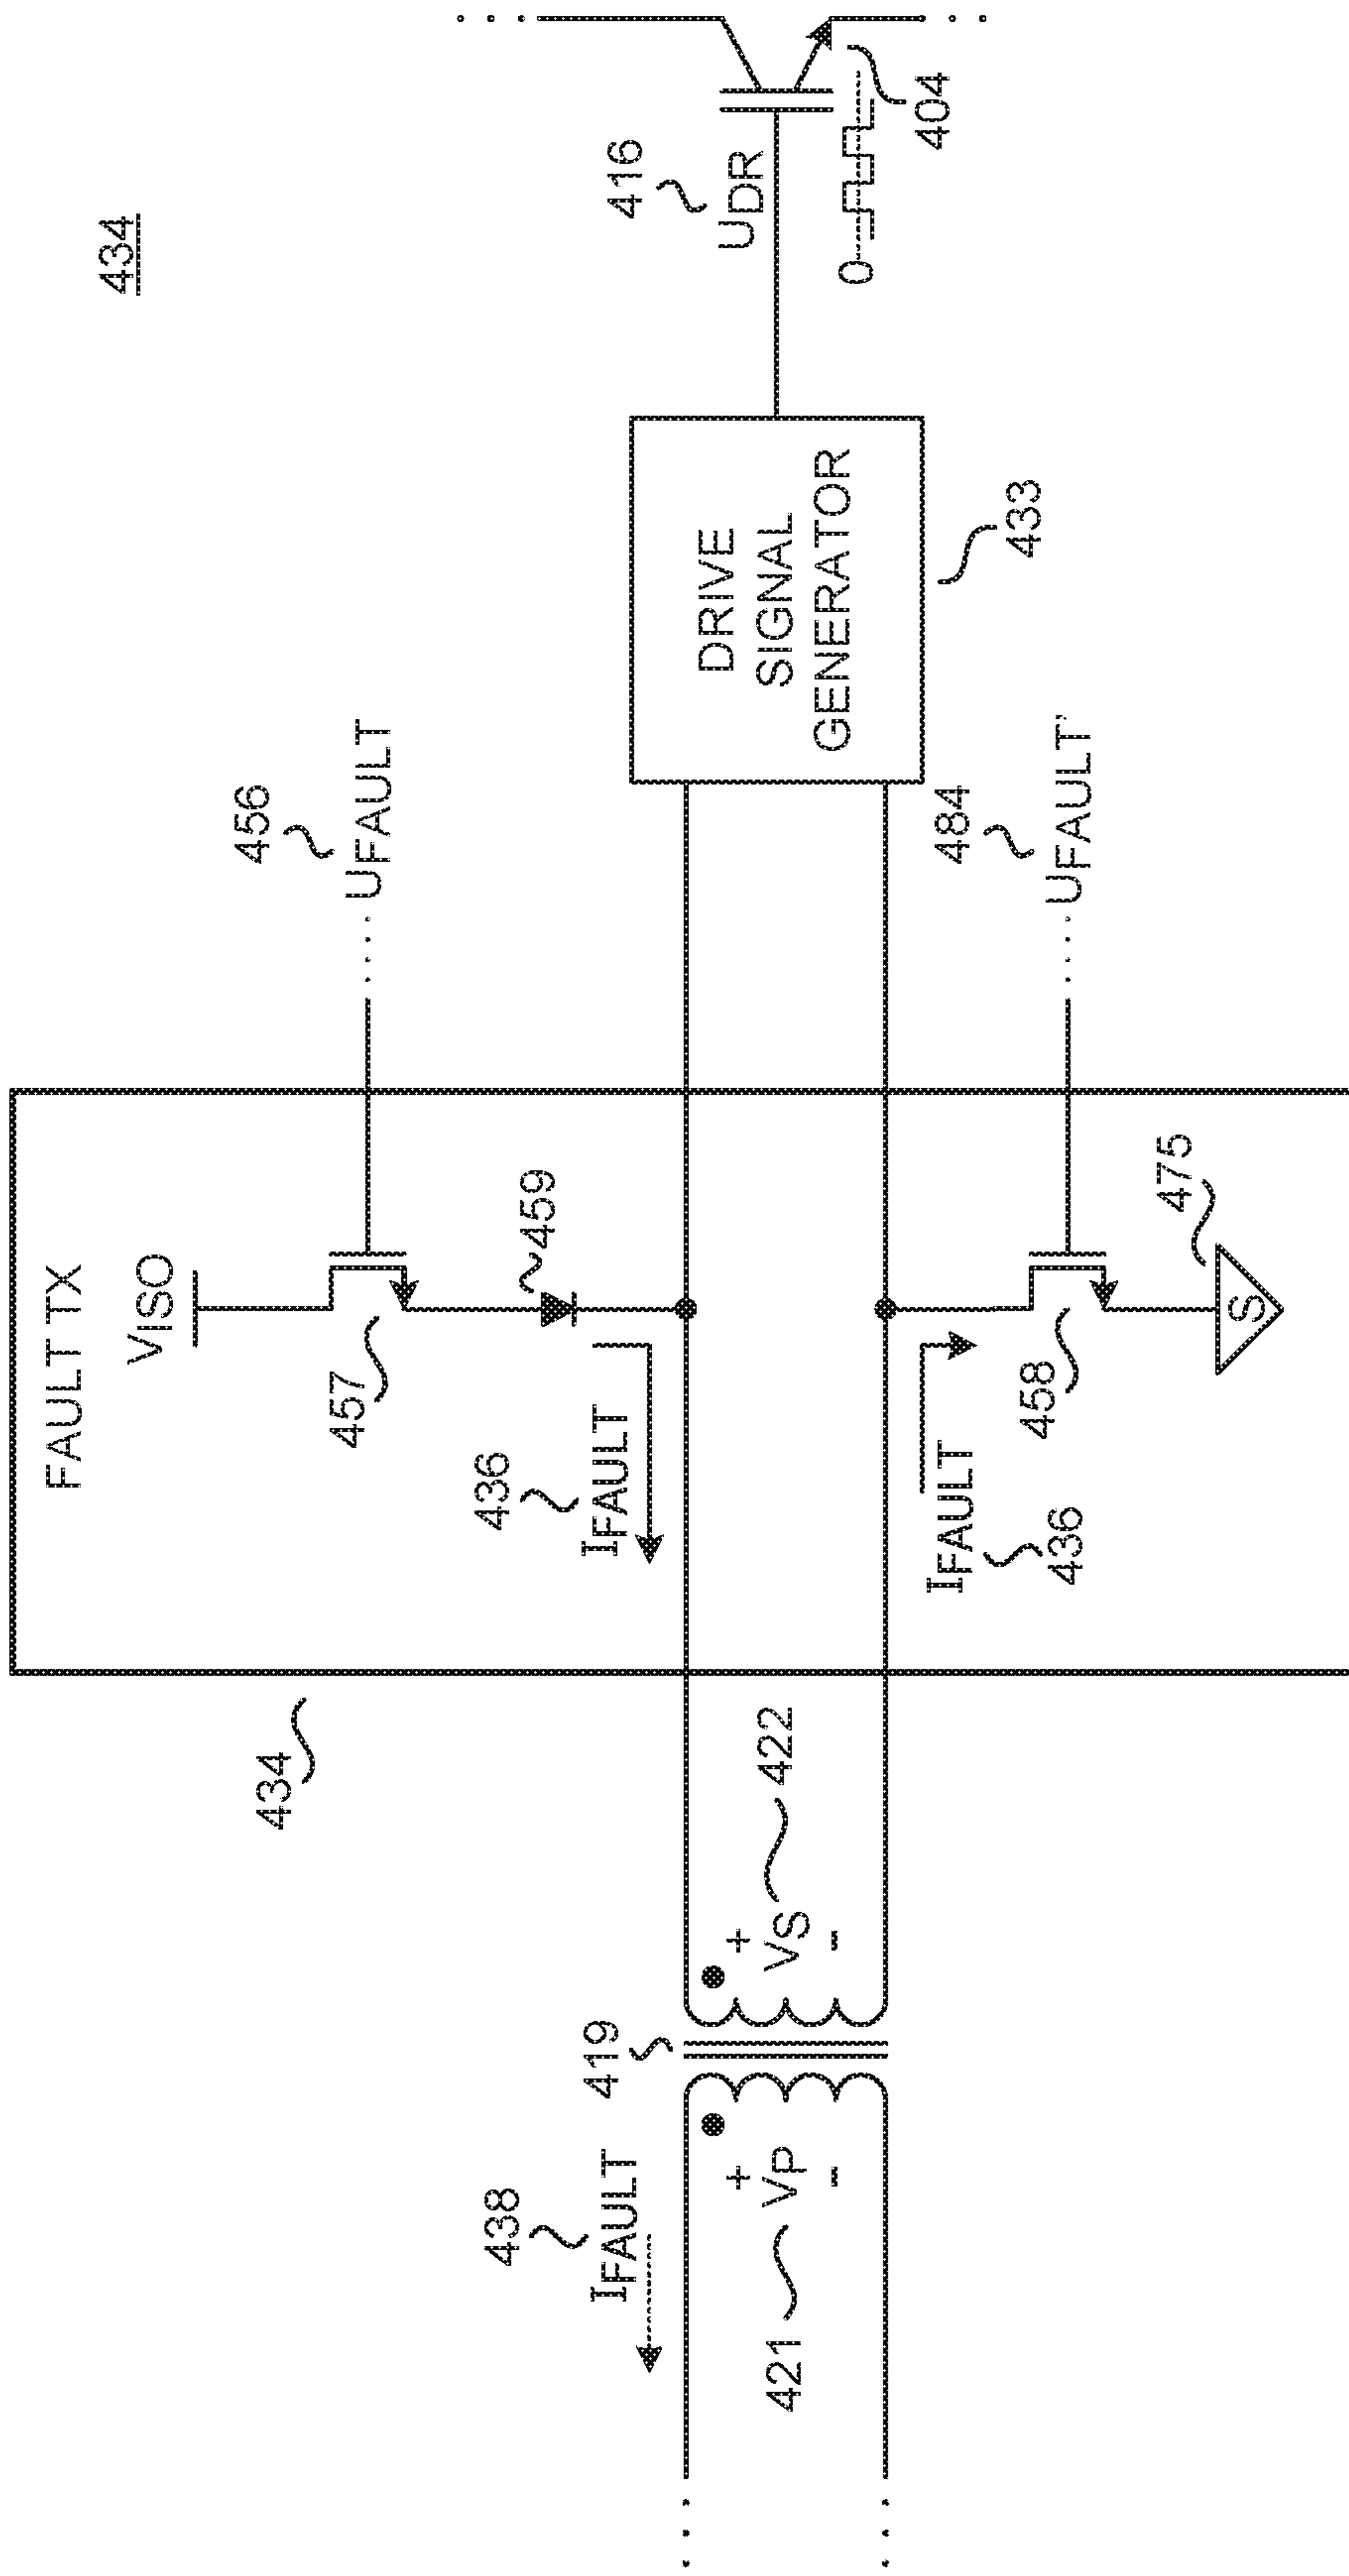 FAULT TX
434
VISO
456
434
457
UFAULT
438
436
459
IFAULT
419
IFAULT
416
UDR
+
+
DRIVE
421
VP
VS
422
SIGNAL
-
-
GENERATOR
0
404
IFAULT
484
433
458
436
UFAULT'
475
S